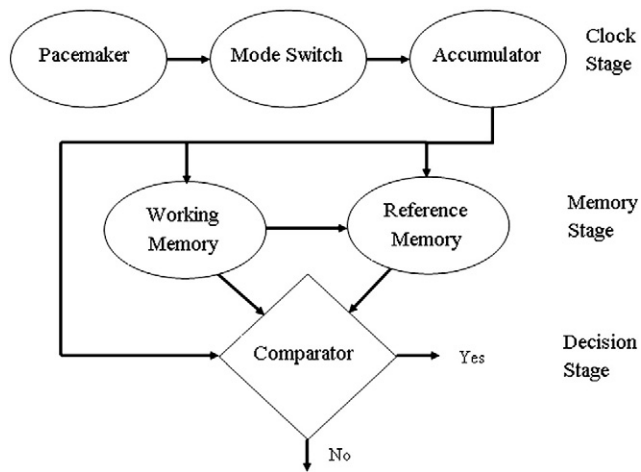 Pacemaker
Mode Switch
Accumulator
Clock
Stage
Working
Memory
Reference
Memory
Memory
Stage
Comparator
Yes
Decision
Stage
No